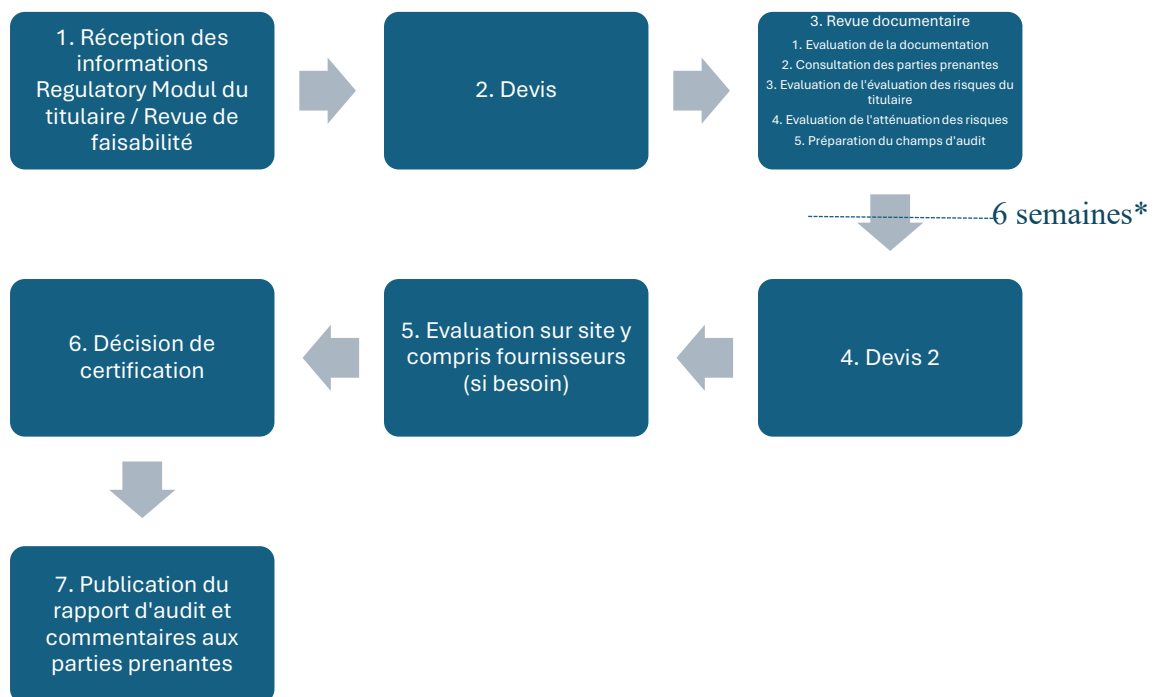 1. Réception des
informations
Regulatory Modul du
titulaire / Revue de
faisabilité
2. Devis
3. Revue documentaire
1. Evaluation de la documentation
2. Consultation des parties prenantes
3. Evaluation de l'évaluation des risques du
titulaire
4. Evaluation de l'atténuation des risques
5. Préparation du champs d'audit
6 semaines*
4. Devis 2
5. Evaluation sur site y
compris fournisseurs
(si besoin)
6. Décision de
certification
7. Publication du
rapport d'audit et
commentaires aux
parties prenantes